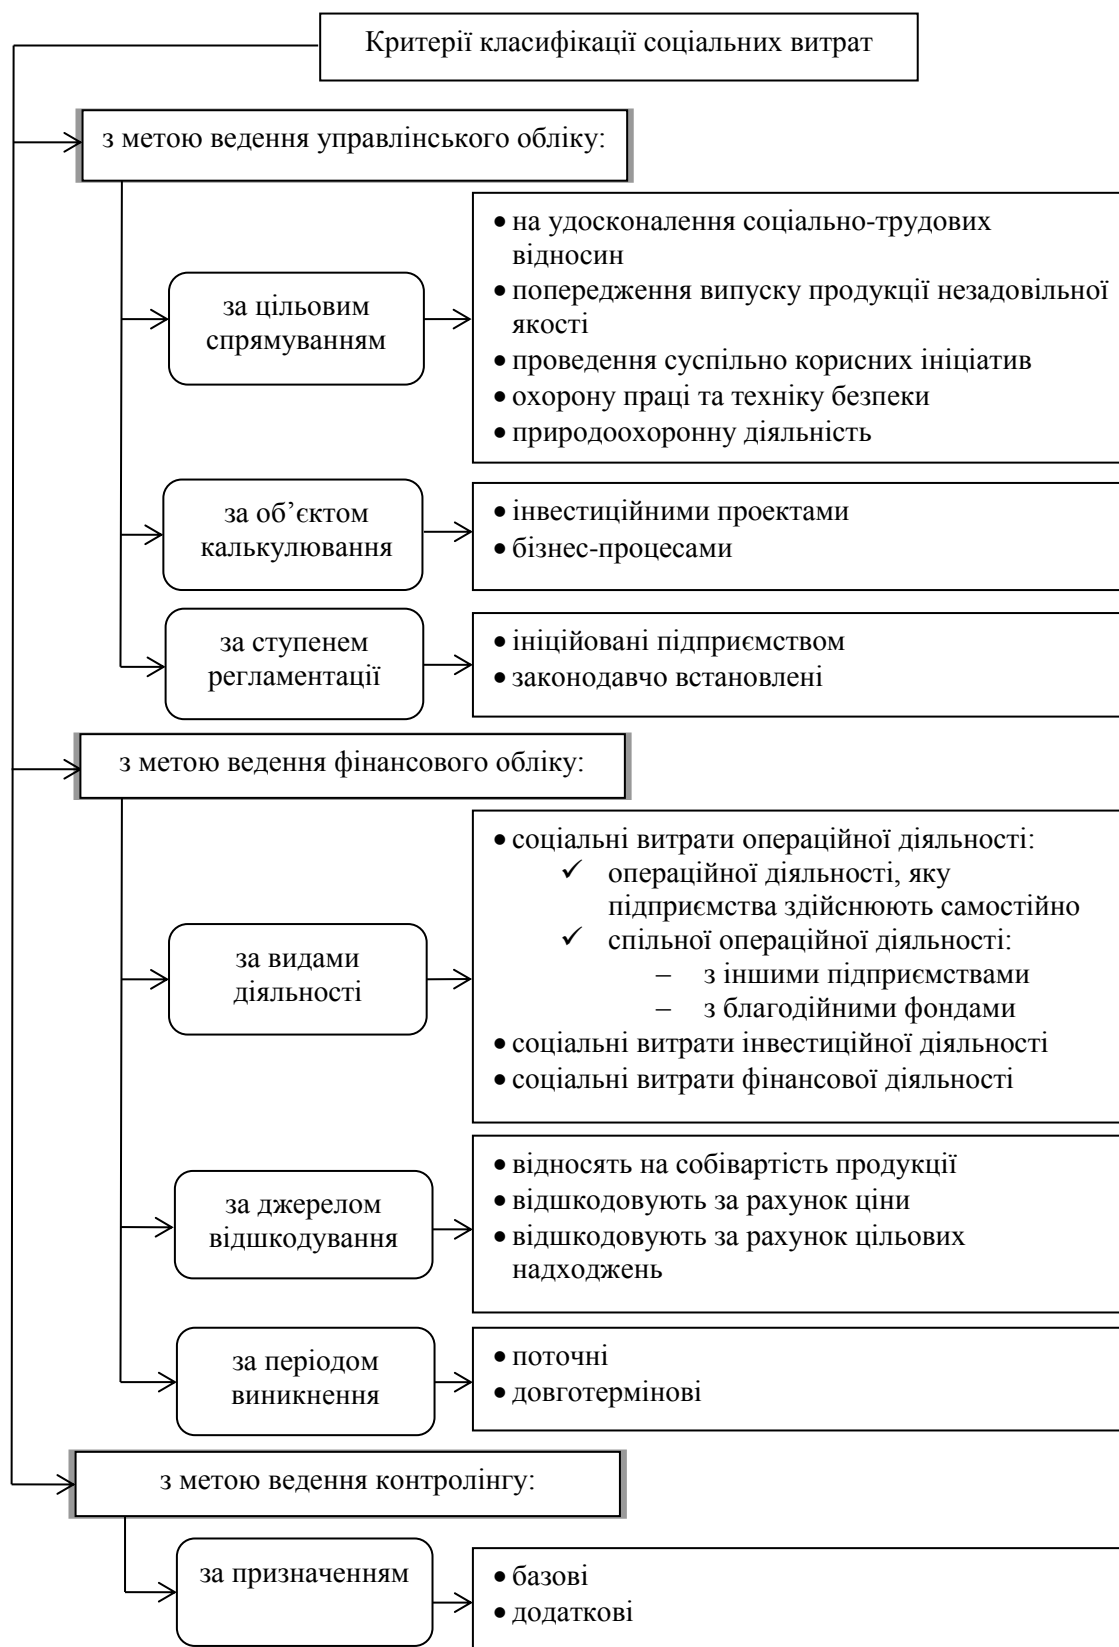 Критерії класифікації соціальних витрат
з метою ведення управлінського обліку:
за цільовим
спрямуванням
• на удосконалення соціально-трудових
відносин
• попередження випуску продукції незадовільної
якості
• проведення суспільно корисних ініціатив
• охорону праці та техніку безпеки
• природоохоронну діяльність
за об’єктом
калькулювання
• інвестиційними проектами
• бізнес-процесами
за ступенем
регламентації
• ініційовані підприємством
• законодавчо встановлені
з метою ведення фінансового обліку:
за видами
діяльності
• соціальні витрати операційної діяльності:
✓ операційної діяльності, яку
підприємства здійснюють самостійно
✓ спільної операційної діяльності:
– з іншими підприємствами
– з благодійними фондами
• соціальні витрати інвестиційної діяльності
• соціальні витрати фінансової діяльності
за джерелом
відшкодування
• відносять на собівартість продукції
• відшкодовують за рахунок ціни
• відшкодовують за рахунок цільових
надходжень
за періодом
виникнення
• поточні
• довготермінові
з метою ведення контролінгу:
за призначенням
• базові
• додаткові